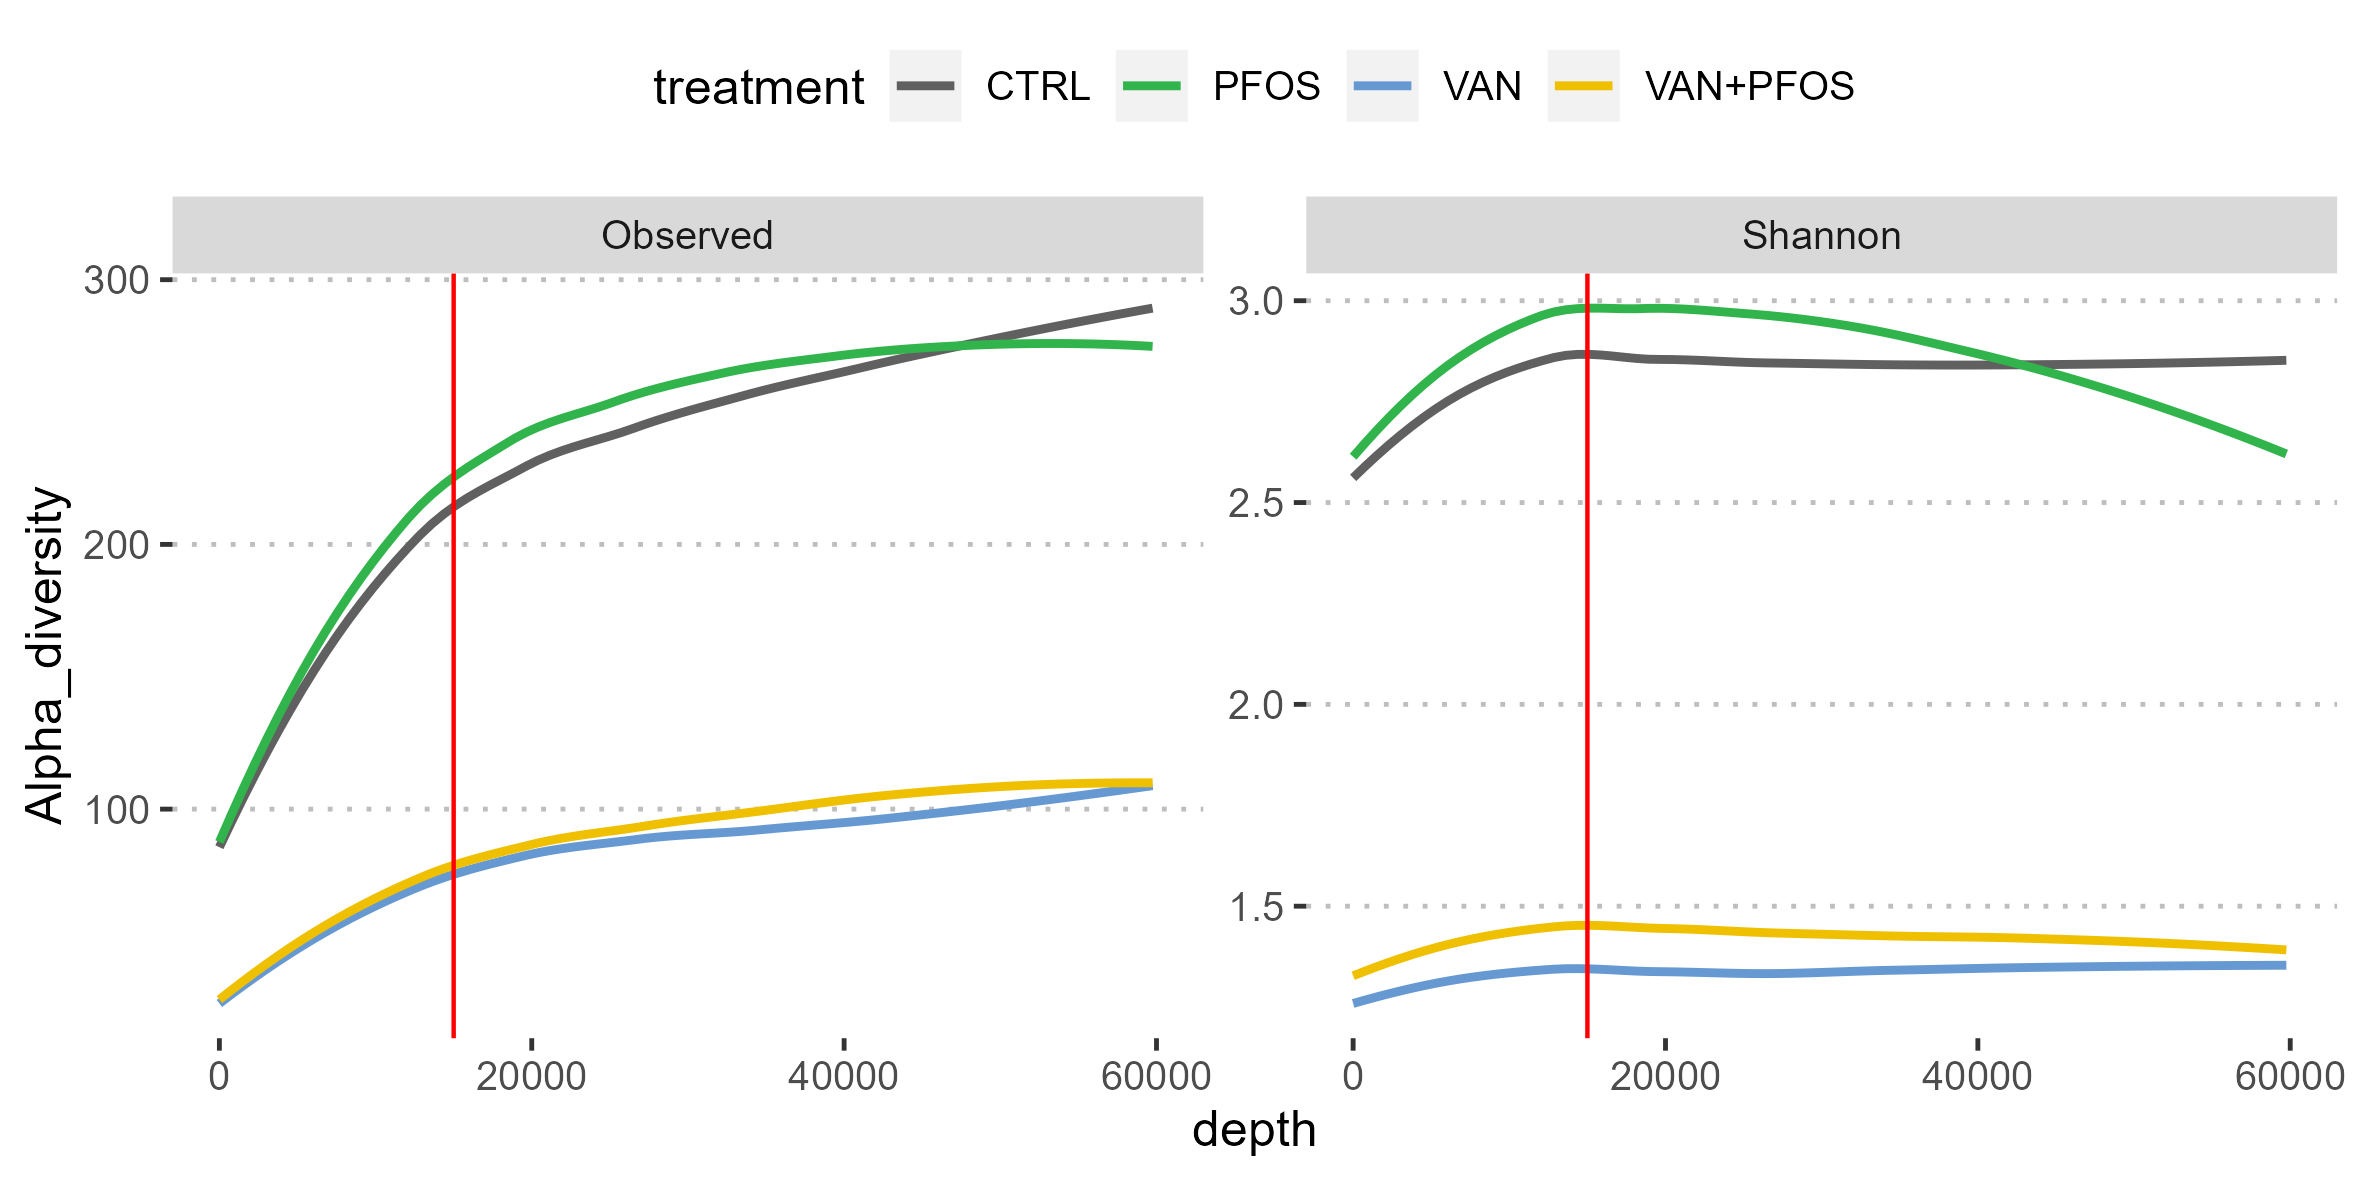 treatment CTRL PFOS VAN VAN+PFOS
Observed
Shannon
Alpha_diversity
300
200
100
3.0
2.5
2.0
1.5
0 20000 40000 60000
0 20000 40000 60000
depth